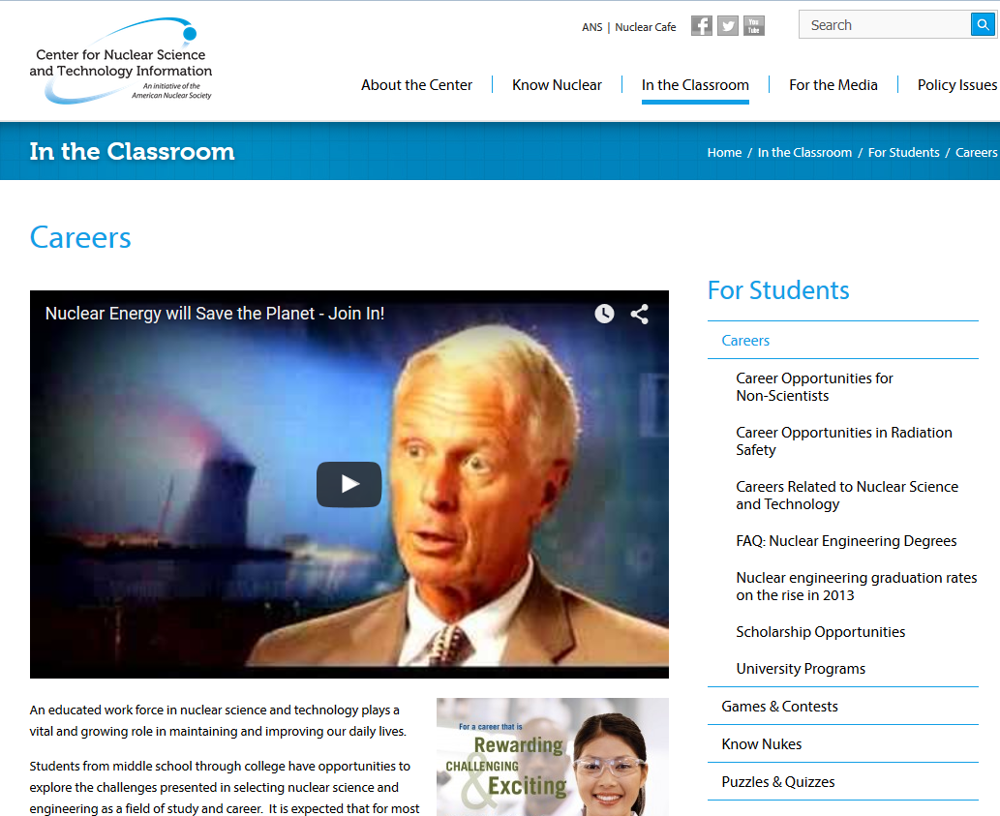 ANS | Nuclear Cafe
You
Tube
Search
Center for Nuclear Science
and Technology Information
An initiative of the
American Nuclear Society
About the Center
Know Nuclear
In the Classroom
For the Media
Policy Issues
In the Classroom
Home / In the Classroom / For Students / Careers
Careers
Nuclear Energy will Save the Planet - Join In!
An educated work force in nuclear science and technology plays a
vital and growing role in maintaining and improving our daily lives.
Students from middle school through college have opportunities to
explore the challenges presented in selecting nuclear science and
engineering as a field of study and career. It is expected that for most
For a career that is
Rewarding
CHALLENGING
& Exciting
For Students
Careers
Career Opportunities for
Non-Scientists
Career Opportunities in Radiation
Safety
Careers Related to Nuclear Science
and Technology
FAQ: Nuclear Engineering Degrees
Nuclear engineering graduation rates
on the rise in 2013
Scholarship Opportunities
University Programs
Games & Contests
Know Nukes
Puzzles & Quizzes